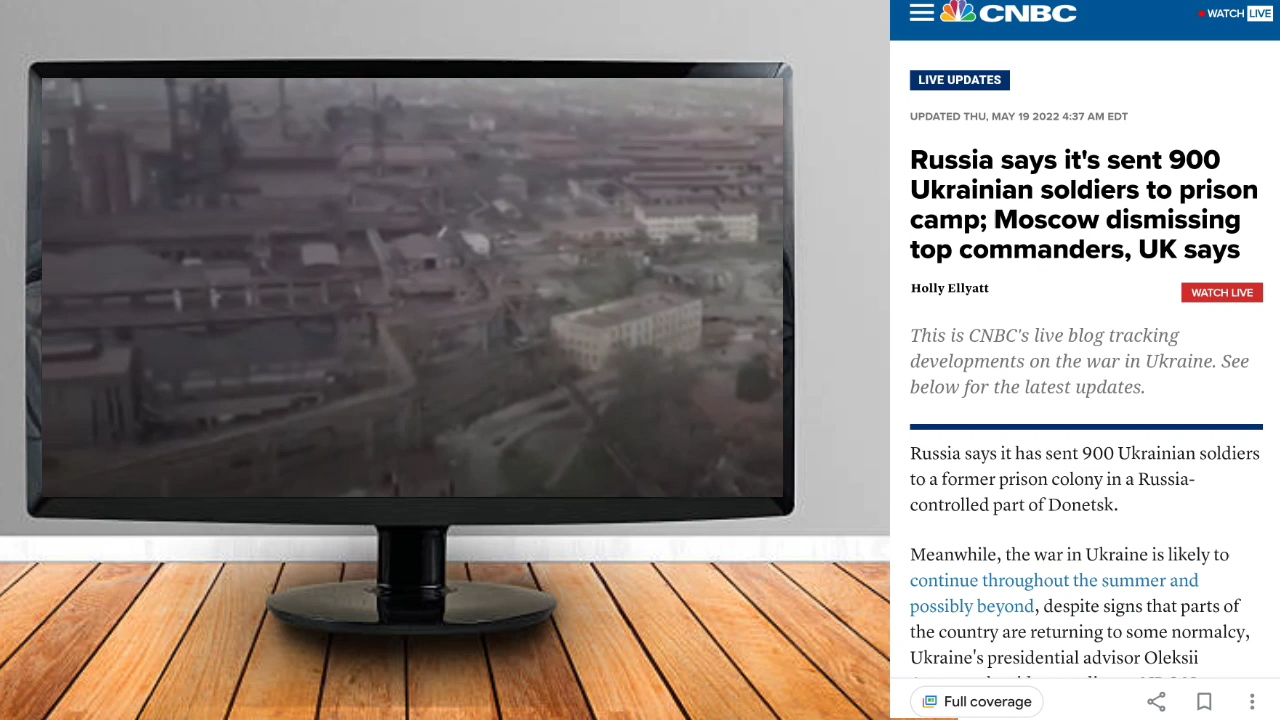 CNBC
WATCH LIVE
LIVE UPDATES
UPDATED THU, MAY 19 2022 4:37 AM EDT
Russia says it's sent 900
Ukrainian soldiers to prison
camp; Moscow dismissing
top commanders, UK says
Holly Ellyatt
WATCH LIVE
This is CNBC's live blog tracking
developments on the war in Ukraine. See
below for the latest updates.
Russia says it has sent 900 Ukrainian soldiers
to a former prison colony in a Russia-
controlled part of Donetsk.
Meanwhile, the war in Ukraine is likely to
continue throughout the summer and
possibly beyond, despite signs that parts of
the country are returning to some normalcy,
Ukraine's presidential advisor Oleksii
Full coverage